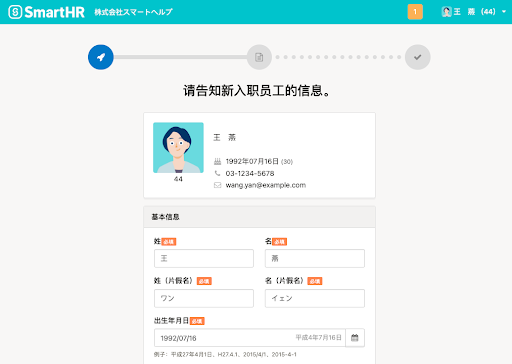 SmartHR 株式会社スマートヘルプ 1 王 燕 （44）
请告知新入职员工的信息。
王 燕
1992年07月16日 (30)
03-1234-5678
44
wang.yan@example.com
基本信息
姓 必填 名 必填
王 燕
姓（片假名） 必填 名（片假名） 必填
ワン イェン
出生年月日 必填
1992/07/16 平成4年7月16日
例子：平成27年4月1日、H27.4.1、2015/4/1、2015-4-1